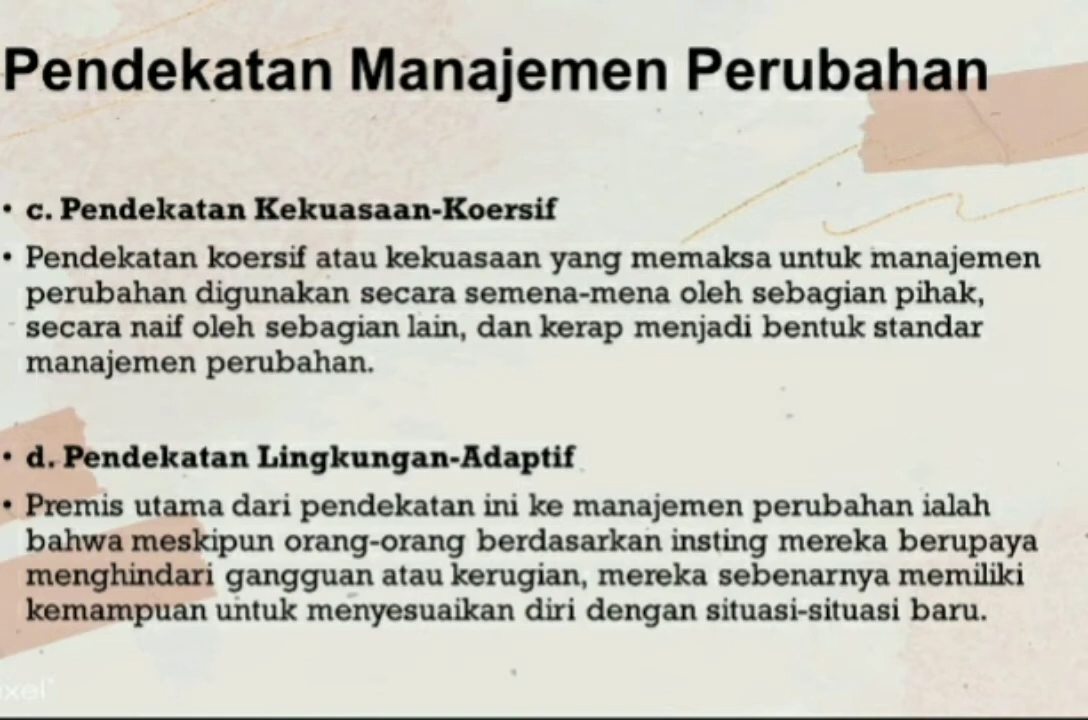 Pendekatan Manajemen Perubahan
• c. Pendekatan Kekuasaan-Koersif
• Pendekatan koersif atau kekuasaan yang memaksa untuk manajemen
perubahan digunakan secara semena-mena oleh sebagian pihak,
secara naif oleh sebagian lain, dan kerap menjadi bentuk standar
manajemen perubahan.
• d. Pendekatan Lingkungan-Adaptif
• Premis utama dari pendekatan ini ke manajemen perubahan ialah
bahwa meskipun orang-orang berdasarkan insting mereka berupaya
menghindari gangguan atau kerugian, mereka sebenarnya memiliki
kemampuan untuk menyesuaikan diri dengan situasi-situasi baru.